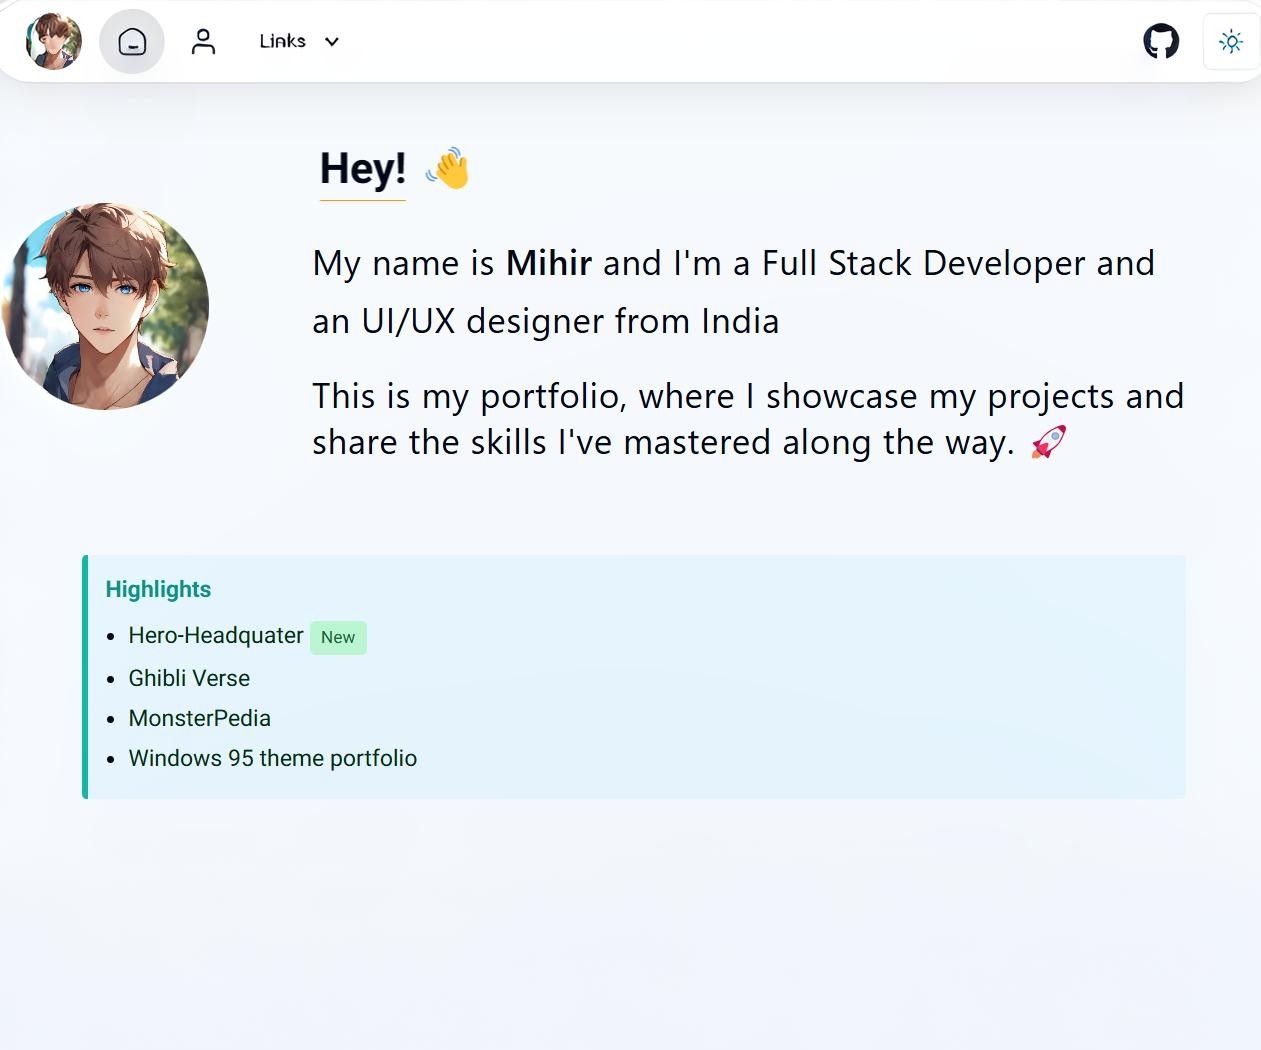 Links
Hey! 👋
My name is Mihir and I'm a Full Stack Developer and
an UI/UX designer from India
This is my portfolio, where I showcase my projects and
share the skills I've mastered along the way. 🚀
Highlights
Hero-Headquater New
Ghibli Verse
MonsterPedia
Windows 95 theme portfolio